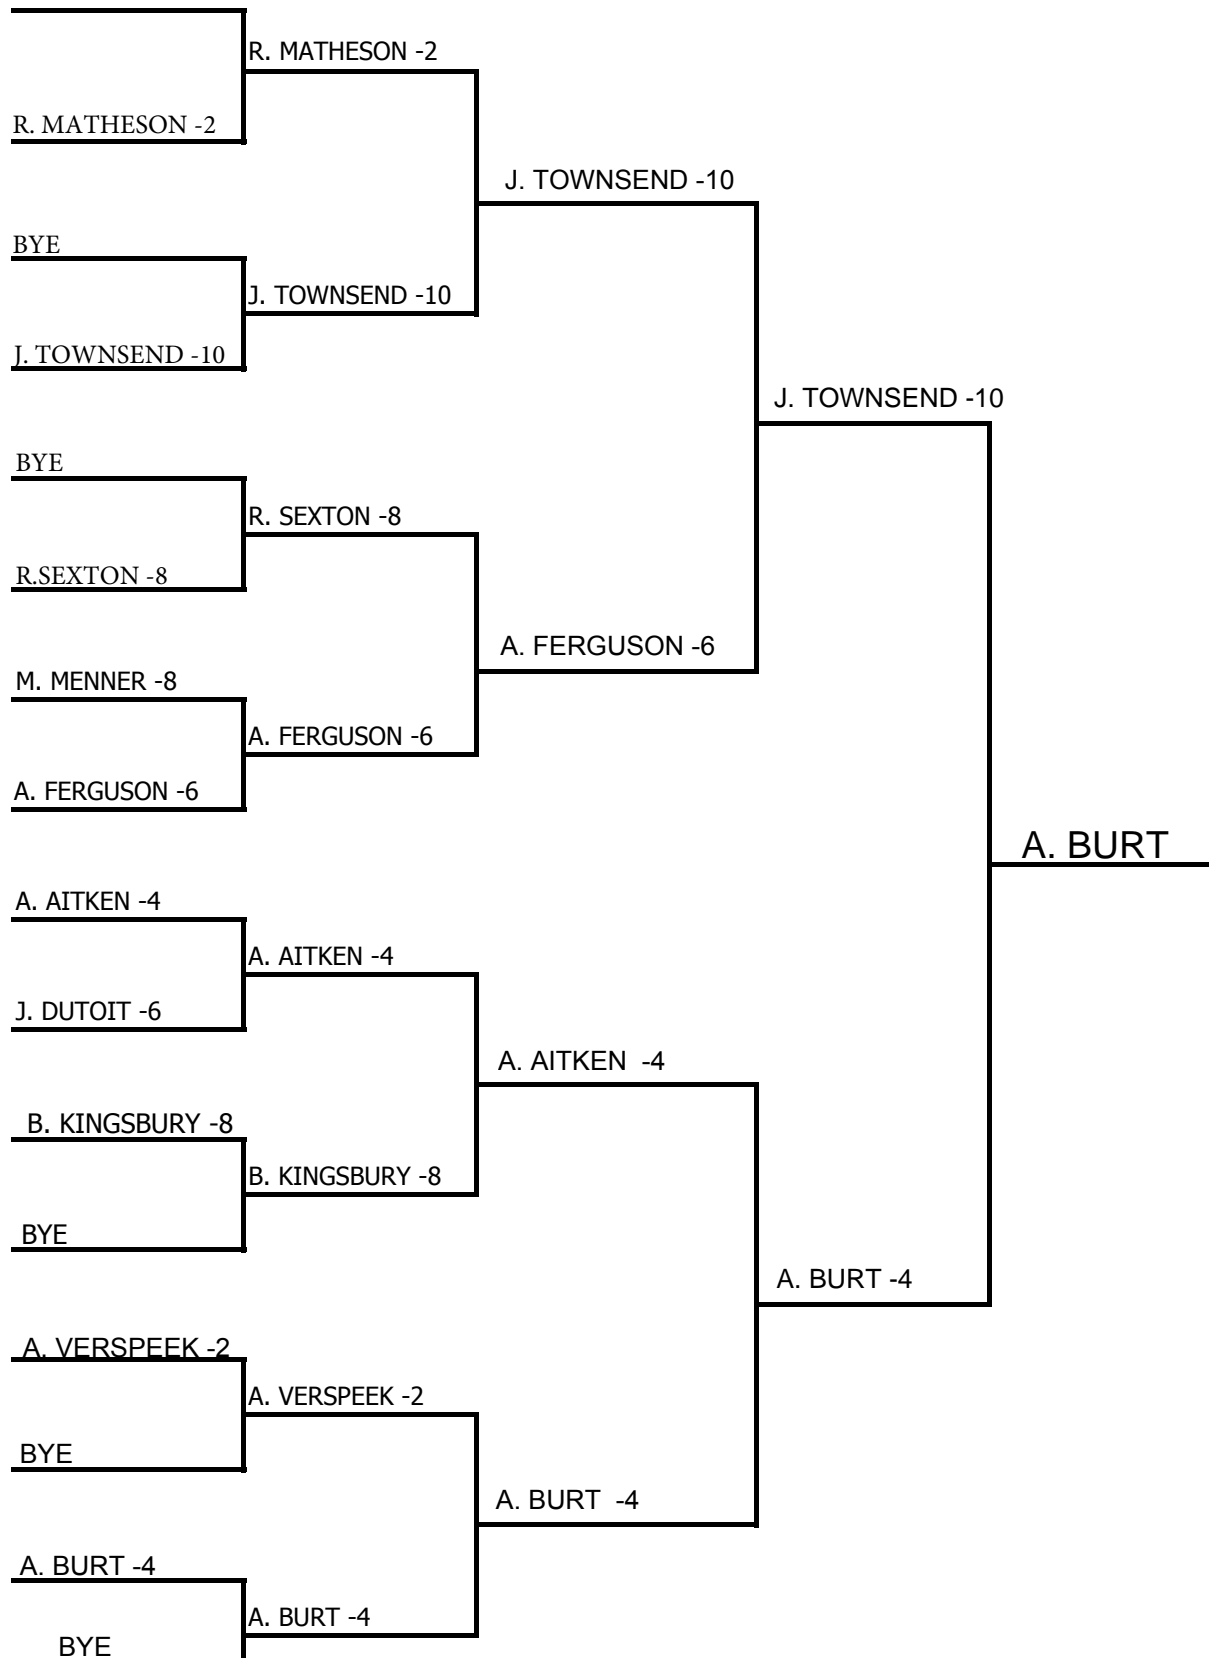 R. MATHESON -2
R. MATHESON -2
J. TOWNSEND -10
BYE
J. TOWNSEND -10
J. TOWNSEND -10
J. TOWNSEND -10
BYE
R. SEXTON -8
R.SEXTON -8
A. FERGUSON -6
M. MENNER -8
A. FERGUSON -6
A. FERGUSON -6
A. BURT
A. AITKEN -4
A. AITKEN -4
J. DUTOIT -6
A. AITKEN -4
B. KINGSBURY -8
B. KINGSBURY -8
BYE
A. BURT -4
A. VERSPEEK -2
A. VERSPEEK -2
BYE
A. BURT -4
A. BURT -4
A. BURT -4
BYE